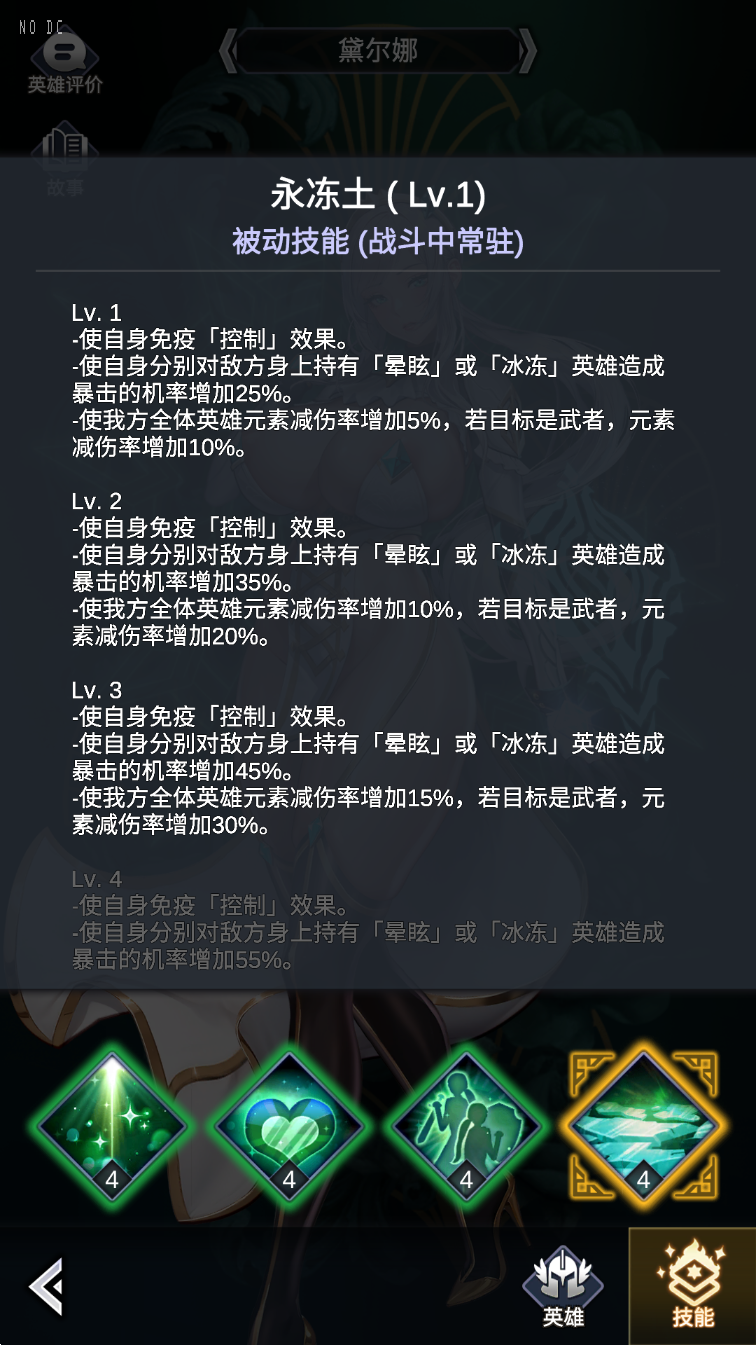 NO DC
黛尔娜
英雄评价
故事
永冻土 ( Lv.1)
被动技能 (战斗中常驻)
Lv. 1
-使自身免疫「控制」效果。
-使自身分别对敌方身上持有「晕眩」或「冰冻」英雄造成
暴击的机率增加25%。
-使我方全体英雄元素减伤率增加5%，若目标是武者，元素
减伤率增加10%。
Lv. 2
-使自身免疫「控制」效果。
-使自身分别对敌方身上持有「晕眩」或「冰冻」英雄造成
暴击的机率增加35%。
-使我方全体英雄元素减伤率增加10%，若目标是武者，元
素减伤率增加20%。
Lv. 3
-使自身免疫「控制」效果。
-使自身分别对敌方身上持有「晕眩」或「冰冻」英雄造成
暴击的机率增加45%。
-使我方全体英雄元素减伤率增加15%，若目标是武者，元
素减伤率增加30%。
Lv. 4
-使自身免疫「控制」效果。
-使自身分别对敌方身上持有「晕眩」或「冰冻」英雄造成
暴击的机率增加55%。
4
4
4
4
英雄
技能